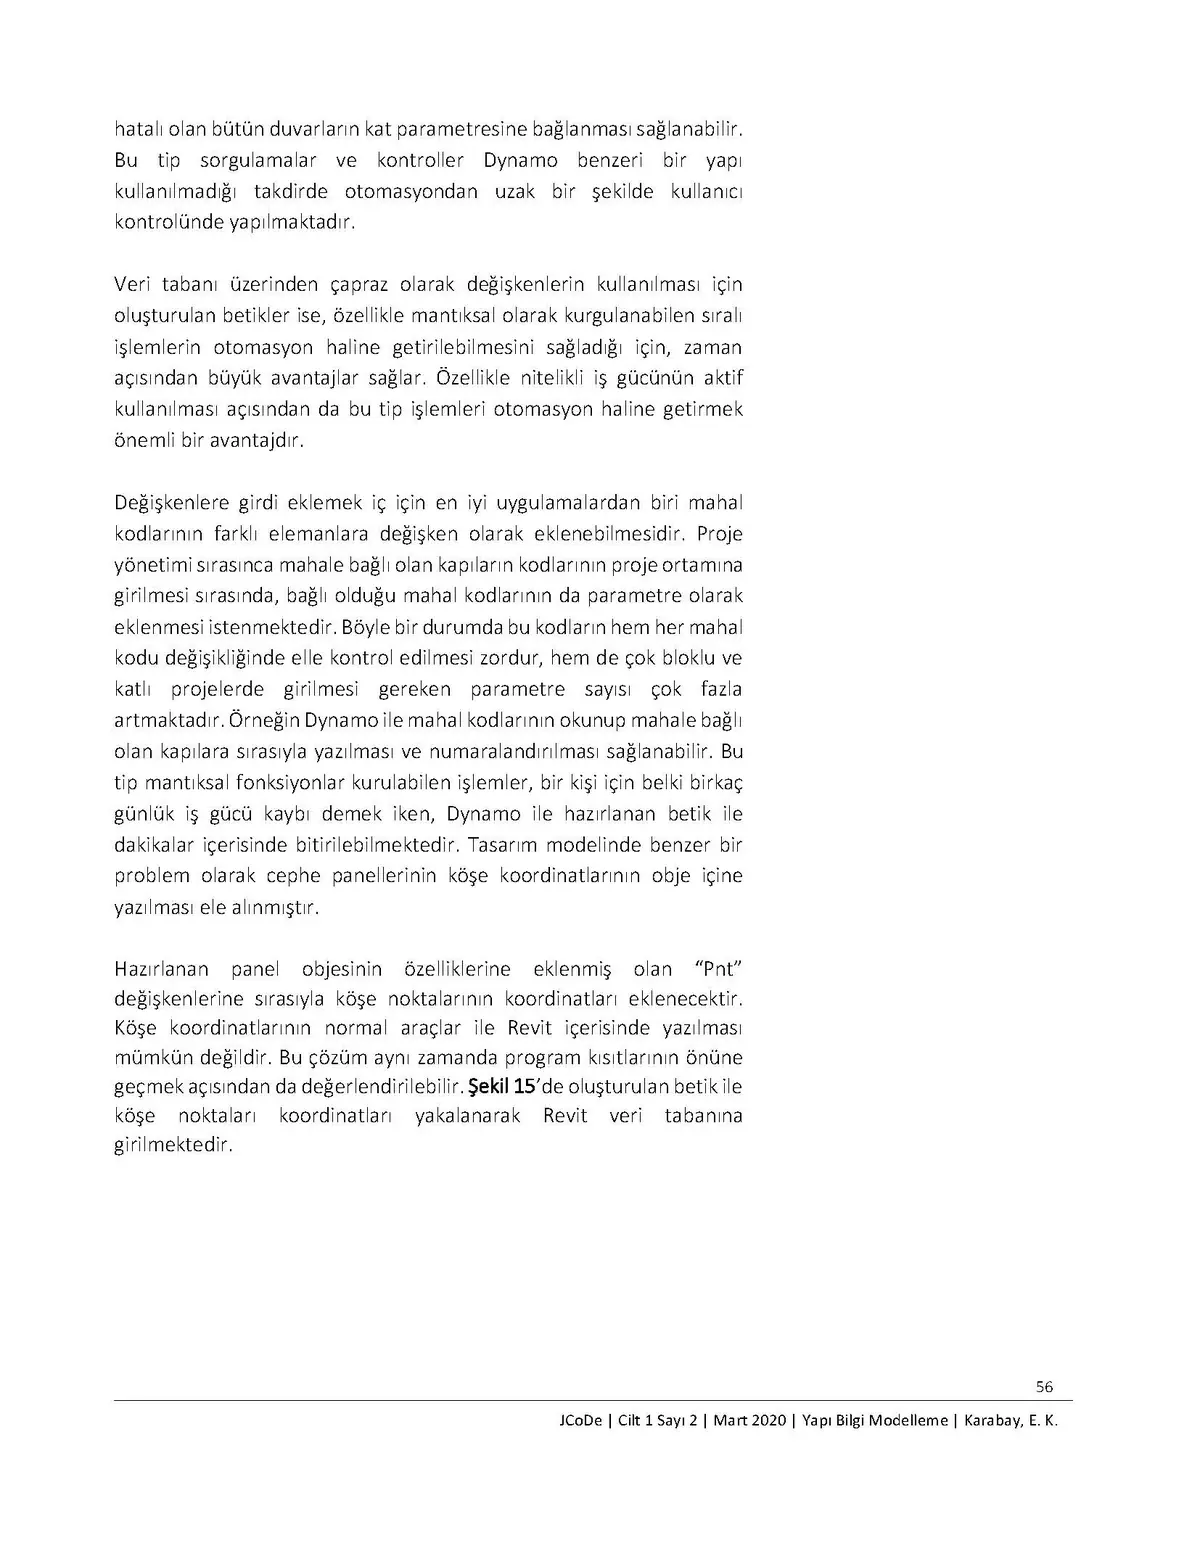 hatalı olan bütün duvarların kat parametresine bağlanması sağlanabilir.
Bu tip sorgulamalar ve kontroller Dynamo benzeri bir yapı
kullanılmadığı takdirde otomasyondan uzak bir şekilde kullanıcı
kontrolünde yapılmaktadır.
Veri tabanı üzerinden çapraz olarak değişkenlerin kullanılması için
oluşturulan betikler ise, özellikle mantıksal olarak kurgulanabilen sıralı
işlemlerin otomasyon haline getirilebilmesini sağladığı için, zaman
açısından büyük avantajlar sağlar. Özellikle nitelikli iş gücünün aktif
kullanılması açısından da bu tip işlemleri otomasyon haline getirmek
önemli bir avantajdır.
Değişkenlere girdi eklemek iç için en iyi uygulamalardan biri mahal
kodlarının farklı elemanlara değişken olarak eklenebilmesidir. Proje
yönetimi sırasınca mahale bağlı olan kapıların kodlarının proje ortamına
girilmesi sırasında, bağlı olduğu mahal kodlarının da parametre olarak
eklenmesi istenmektedir. Böyle bir durumda bu kodların hem her mahal
kodu değişikliğinde elle kontrol edilmesi zordur, hem de çok bloklu ve
katlı projelerde girilmesi gereken parametre sayısı çok fazla
artmaktadır. Örneğin Dynamo ile mahal kodlarının okunup mahale bağlı
olan kapılara sırasıyla yazılması ve numaralandırılması sağlanabilir. Bu
tip mantıksal fonksiyonlar kurulabilen işlemler, bir kişi için belki birkaç
günlük iş gücü kaybı demek iken, Dynamo ile hazırlanan betik ile
dakikalar içerisinde bitirilebilmektedir. Tasarım modelinde benzer bir
problem olarak cephe panellerinin köşe koordinatlarının obje içine
yazılması ele alınmıştır.
Hazırlanan panel objesinin özelliklerine eklenmiş olan “Pnt”
değişkenlerine sırasıyla köşe noktalarının koordinatları eklenecektir.
Köşe koordinatlarının normal araçlar ile Revit içerisinde yazılması
mümkün değildir. Bu çözüm aynı zamanda program kısıtlarının önüne
geçmek açısından da değerlendirilebilir. Şekil 15’de oluşturulan betik ile
köşe noktaları koordinatları yakalanarak Revit veri tabanına
girilmektedir.
56
JCoDe | Cilt 1 Sayı 2 | Mart 2020 | Yapı Bilgi Modelleme | Karabay, E. K.